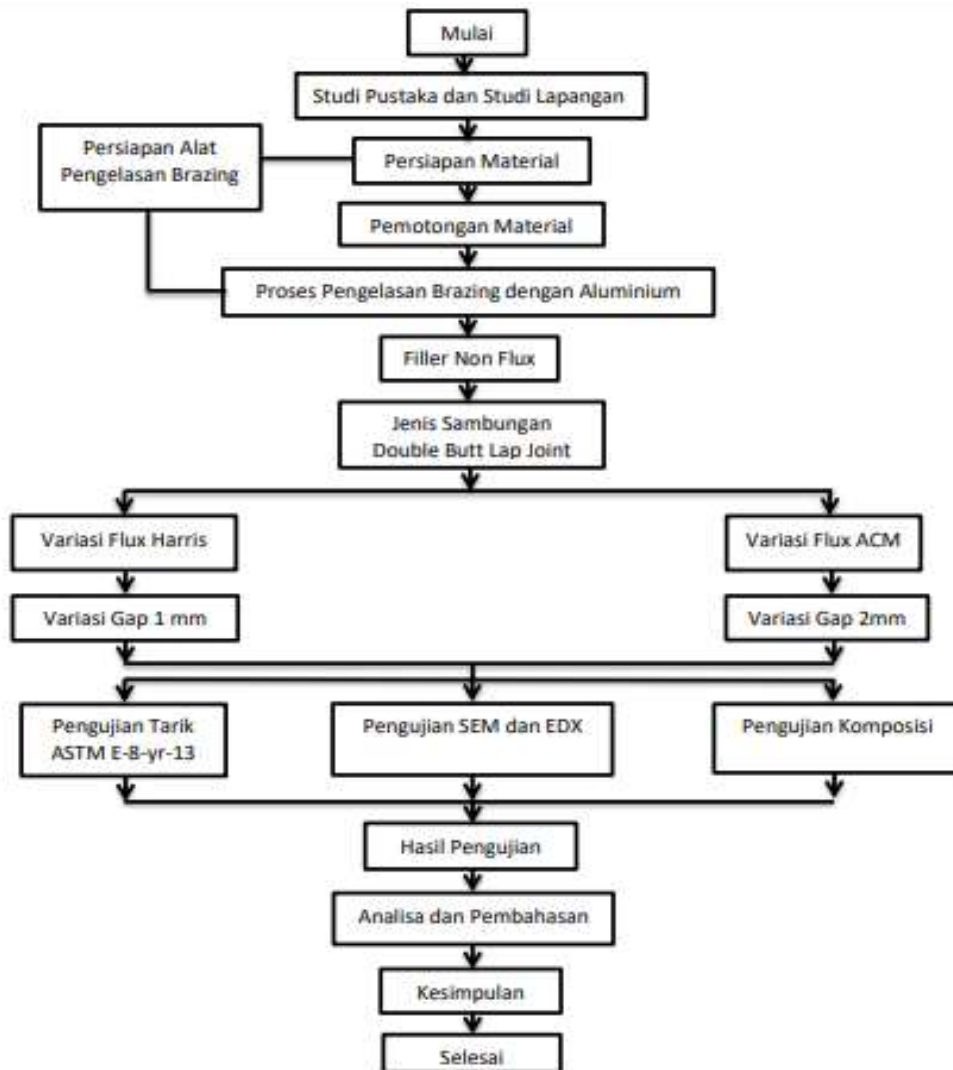 Mulai
Studi Pustaka dan Studi Lapangan
Persiapan Alat
Pengelasan Brazing
Persiapan Material
Pemotongan Material
Proses Pengelasan Brazing dengan Aluminium
Filler Non Flux
Jenis Sambungan
Double Butt Lap Joint
Variasi Flux Harris
Variasi Flux ACM
Variasi Gap 1 mm
Variasi Gap 2mm
Pengujian Tarik
ASTM E-8-yr-13
Pengujian SEM dan EDX
Pengujian Komposisi
Hasil Pengujian
Analisa dan Pembahasan
Kesimpulan
Selesai